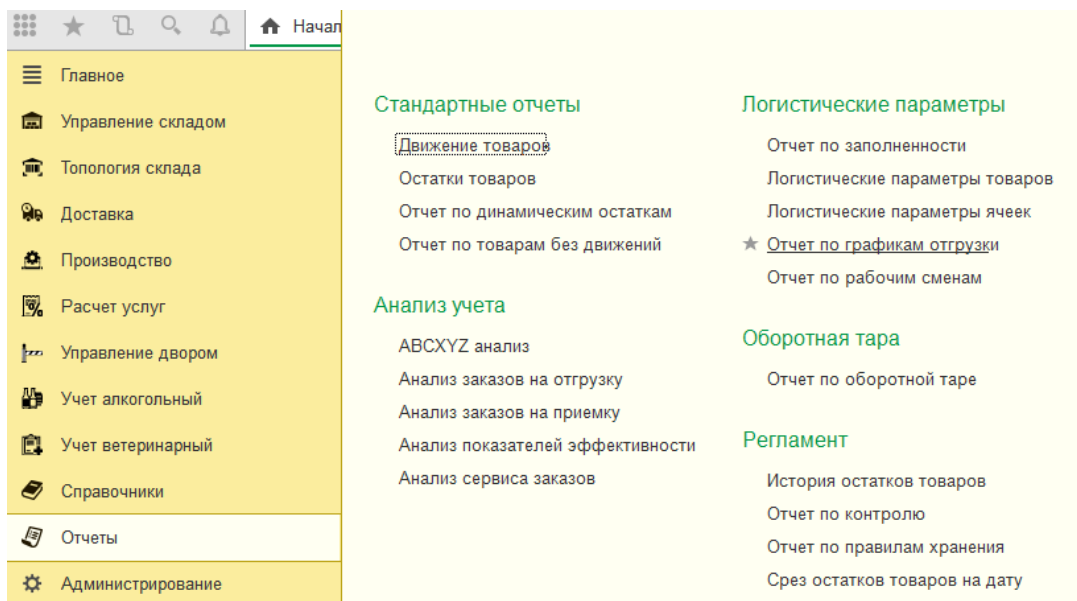 Начал
Главное
Управление складом
Топология склада
Доставка
Производство
Расчет услуг
Управление двором
Учет алкогольный
Учет ветеринарный
Справочники
Отчеты
Администрирование
Стандартные отчеты
Движение товаров
Остатки товаров
Отчет по динамическим остаткам
Отчет по товарам без движений
Анализ учета
ABCXYZ анализ
Анализ заказов на отгрузку
Анализ заказов на приемку
Анализ показателей эффективности
Анализ сервиса заказов
Логистические параметры
Отчет по заполненности
Логистические параметры товаров
Логистические параметры ячеек
Отчет по графикам отгрузки
Отчет по рабочим сменам
Оборотная тара
Отчет по оборотной таре
Регламент
История остатков товаров
Отчет по контролю
Отчет по правилам хранения
Срез остатков товаров на дату